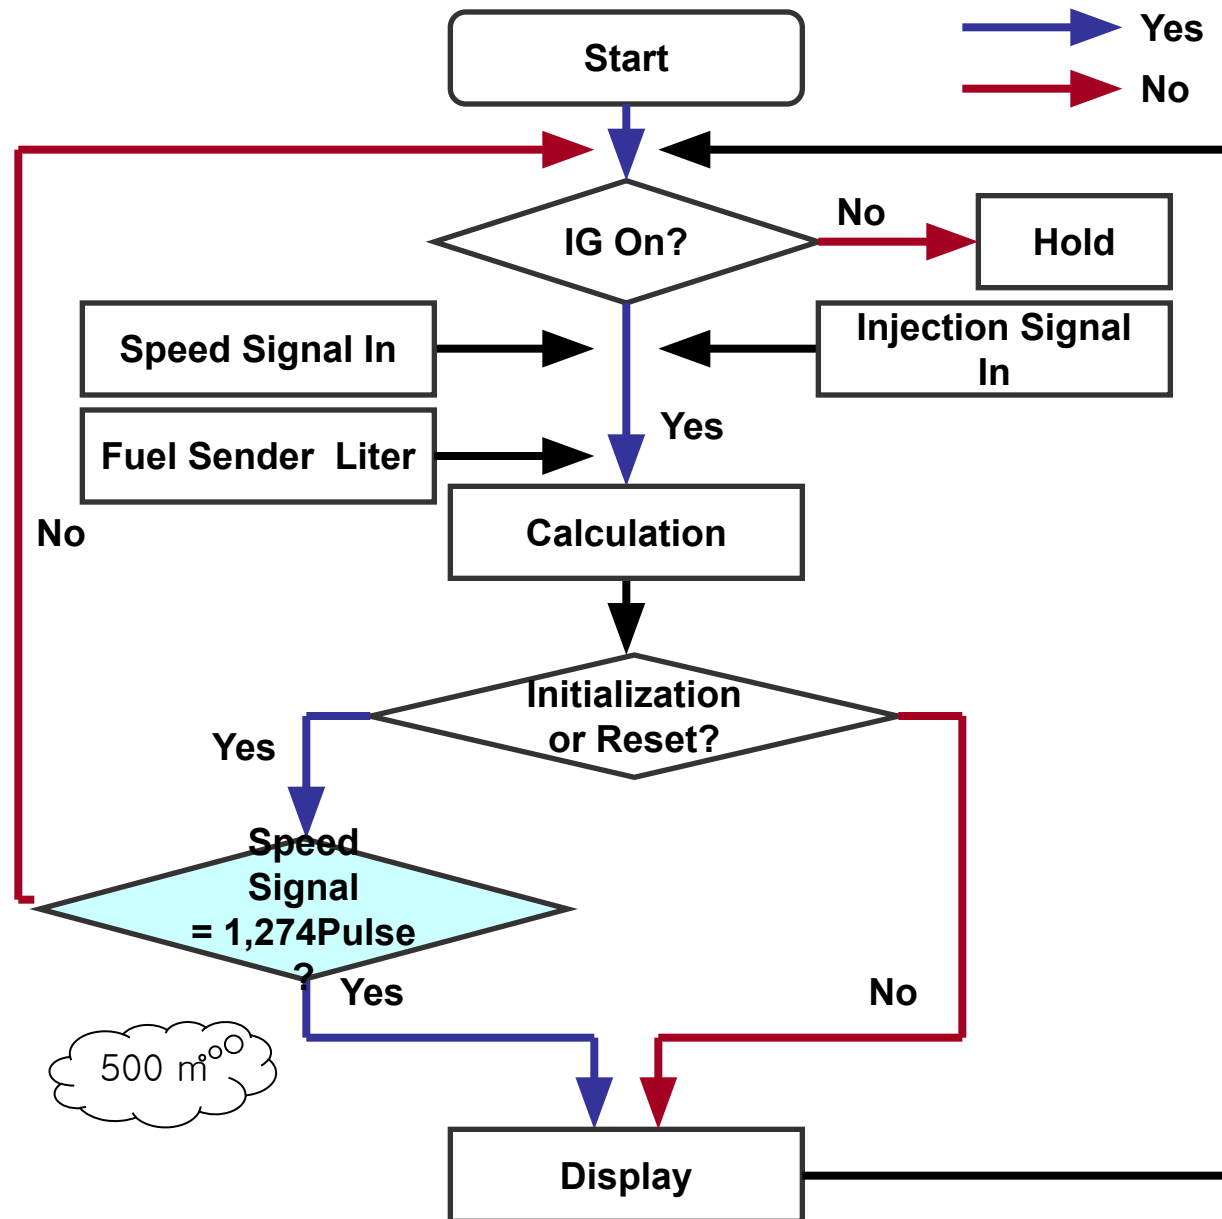 Start
Yes
No
IG On?
No
Hold
Speed Signal In
Injection Signal
In
Fuel Sender  Liter
Yes
No
Calculation
Initialization
or Reset?
Yes
Speed
Signal
= 1,274Pulse
?
Yes
No
500 m
Display